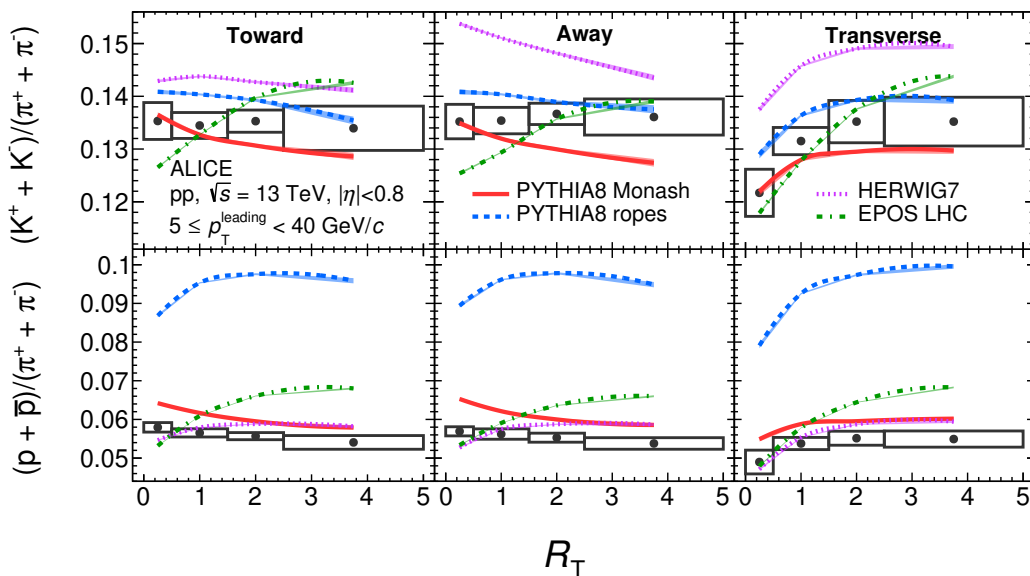 Toward
Away
Transverse
(K⁺ + K⁻)/(π⁺ + π⁻)
0.15
0.14
0.13
0.12
ALICE
pp, √s = 13 TeV, |η|<0.8
5 ≤ p_T^leading < 40 GeV/c
PYTHIA8 Monash
PYTHIA8 ropes
HERWIG7
EPOS LHC
(p + p̅)/(π⁺ + π⁻)
0.1
0.09
0.08
0.07
0.06
0.05
0 1 2 3 4 5 0 1 2 3 4 5 0 1 2 3 4 5
R_T